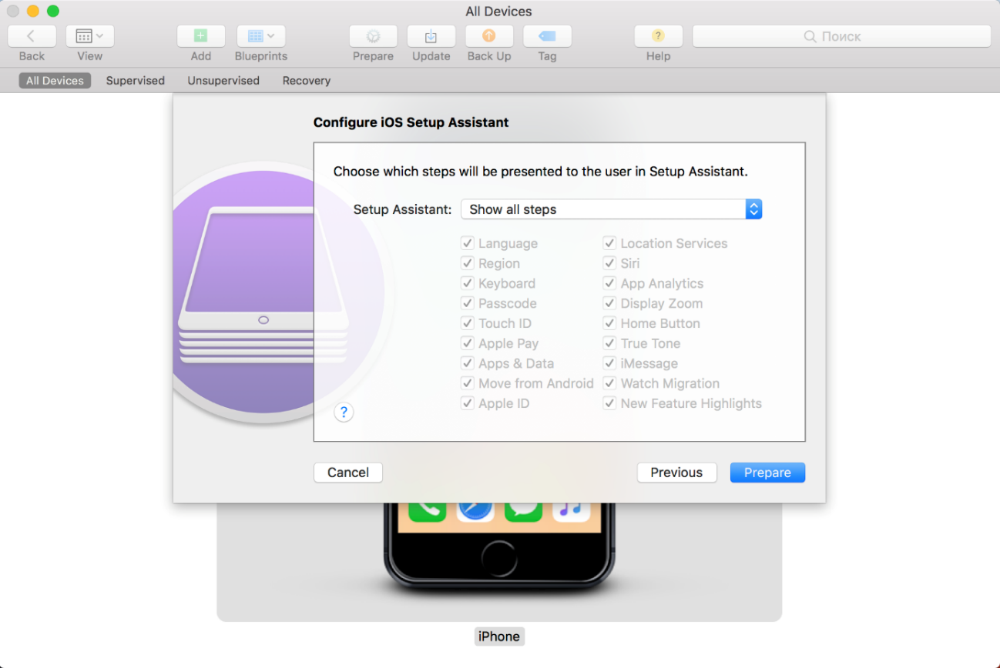 All Devices
Back
View
Add
Blueprints
Prepare
Update
Back Up
Tag
?
Help
Поиск
All Devices
Supervised
Unsupervised
Recovery
Configure iOS Setup Assistant
Choose which steps will be presented to the user in Setup Assistant.
Setup Assistant: Show all steps
Language
Location Services
Region
Siri
Keyboard
App Analytics
Passcode
Display Zoom
Touch ID
Home Button
Apple Pay
True Tone
Apps & Data
iMessage
Move from Android
Watch Migration
Apple ID
New Feature Highlights
?
Cancel
Previous
Prepare
iPhone